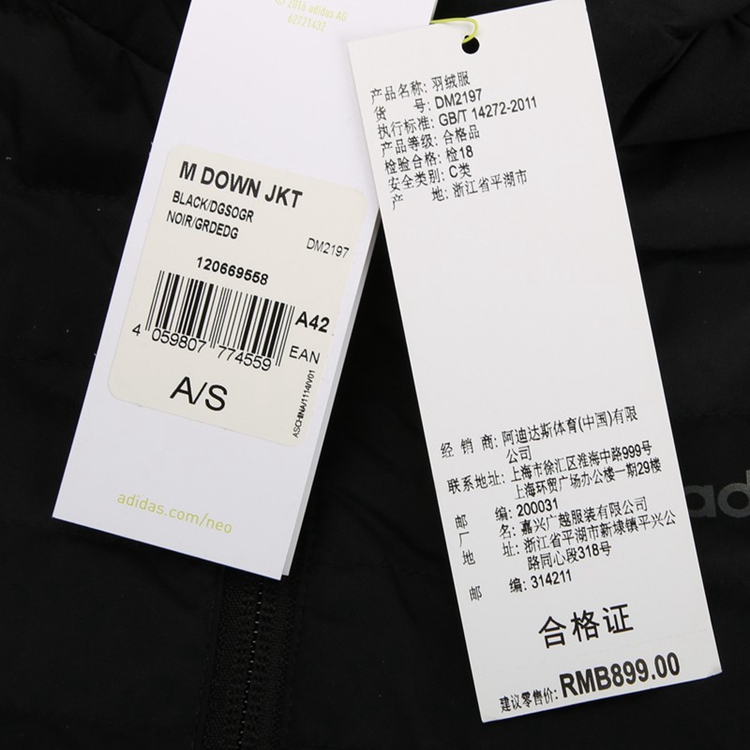 © 2016 adidas AG
62721432
M DOWN JKT
BLACK/DGSOGR
NOIR/GRDEDG
DM2197
120669558
A42
4 059807 774559
EAN
A/S
ASCHINA/1114/V01
adidas.com/neo
产品名称: 羽绒服
货 号: DM2197
执行标准: GB/T 14272-2011
产品等级: 合格品
检验合格: 检18
安全类别: C类
产 地: 浙江省平湖市
经 销 商: 阿迪达斯体育(中国)有限
公司
联系地址: 上海市徐汇区淮海中路999号
上海环贸广场办公楼一期29楼
邮 编: 200031
厂 名: 嘉兴广越服装有限公司
地 址: 浙江省平湖市新埭镇平兴公
路同心段318号
邮 编: 314211
合格证
建议零售价: RMB899.00
ad